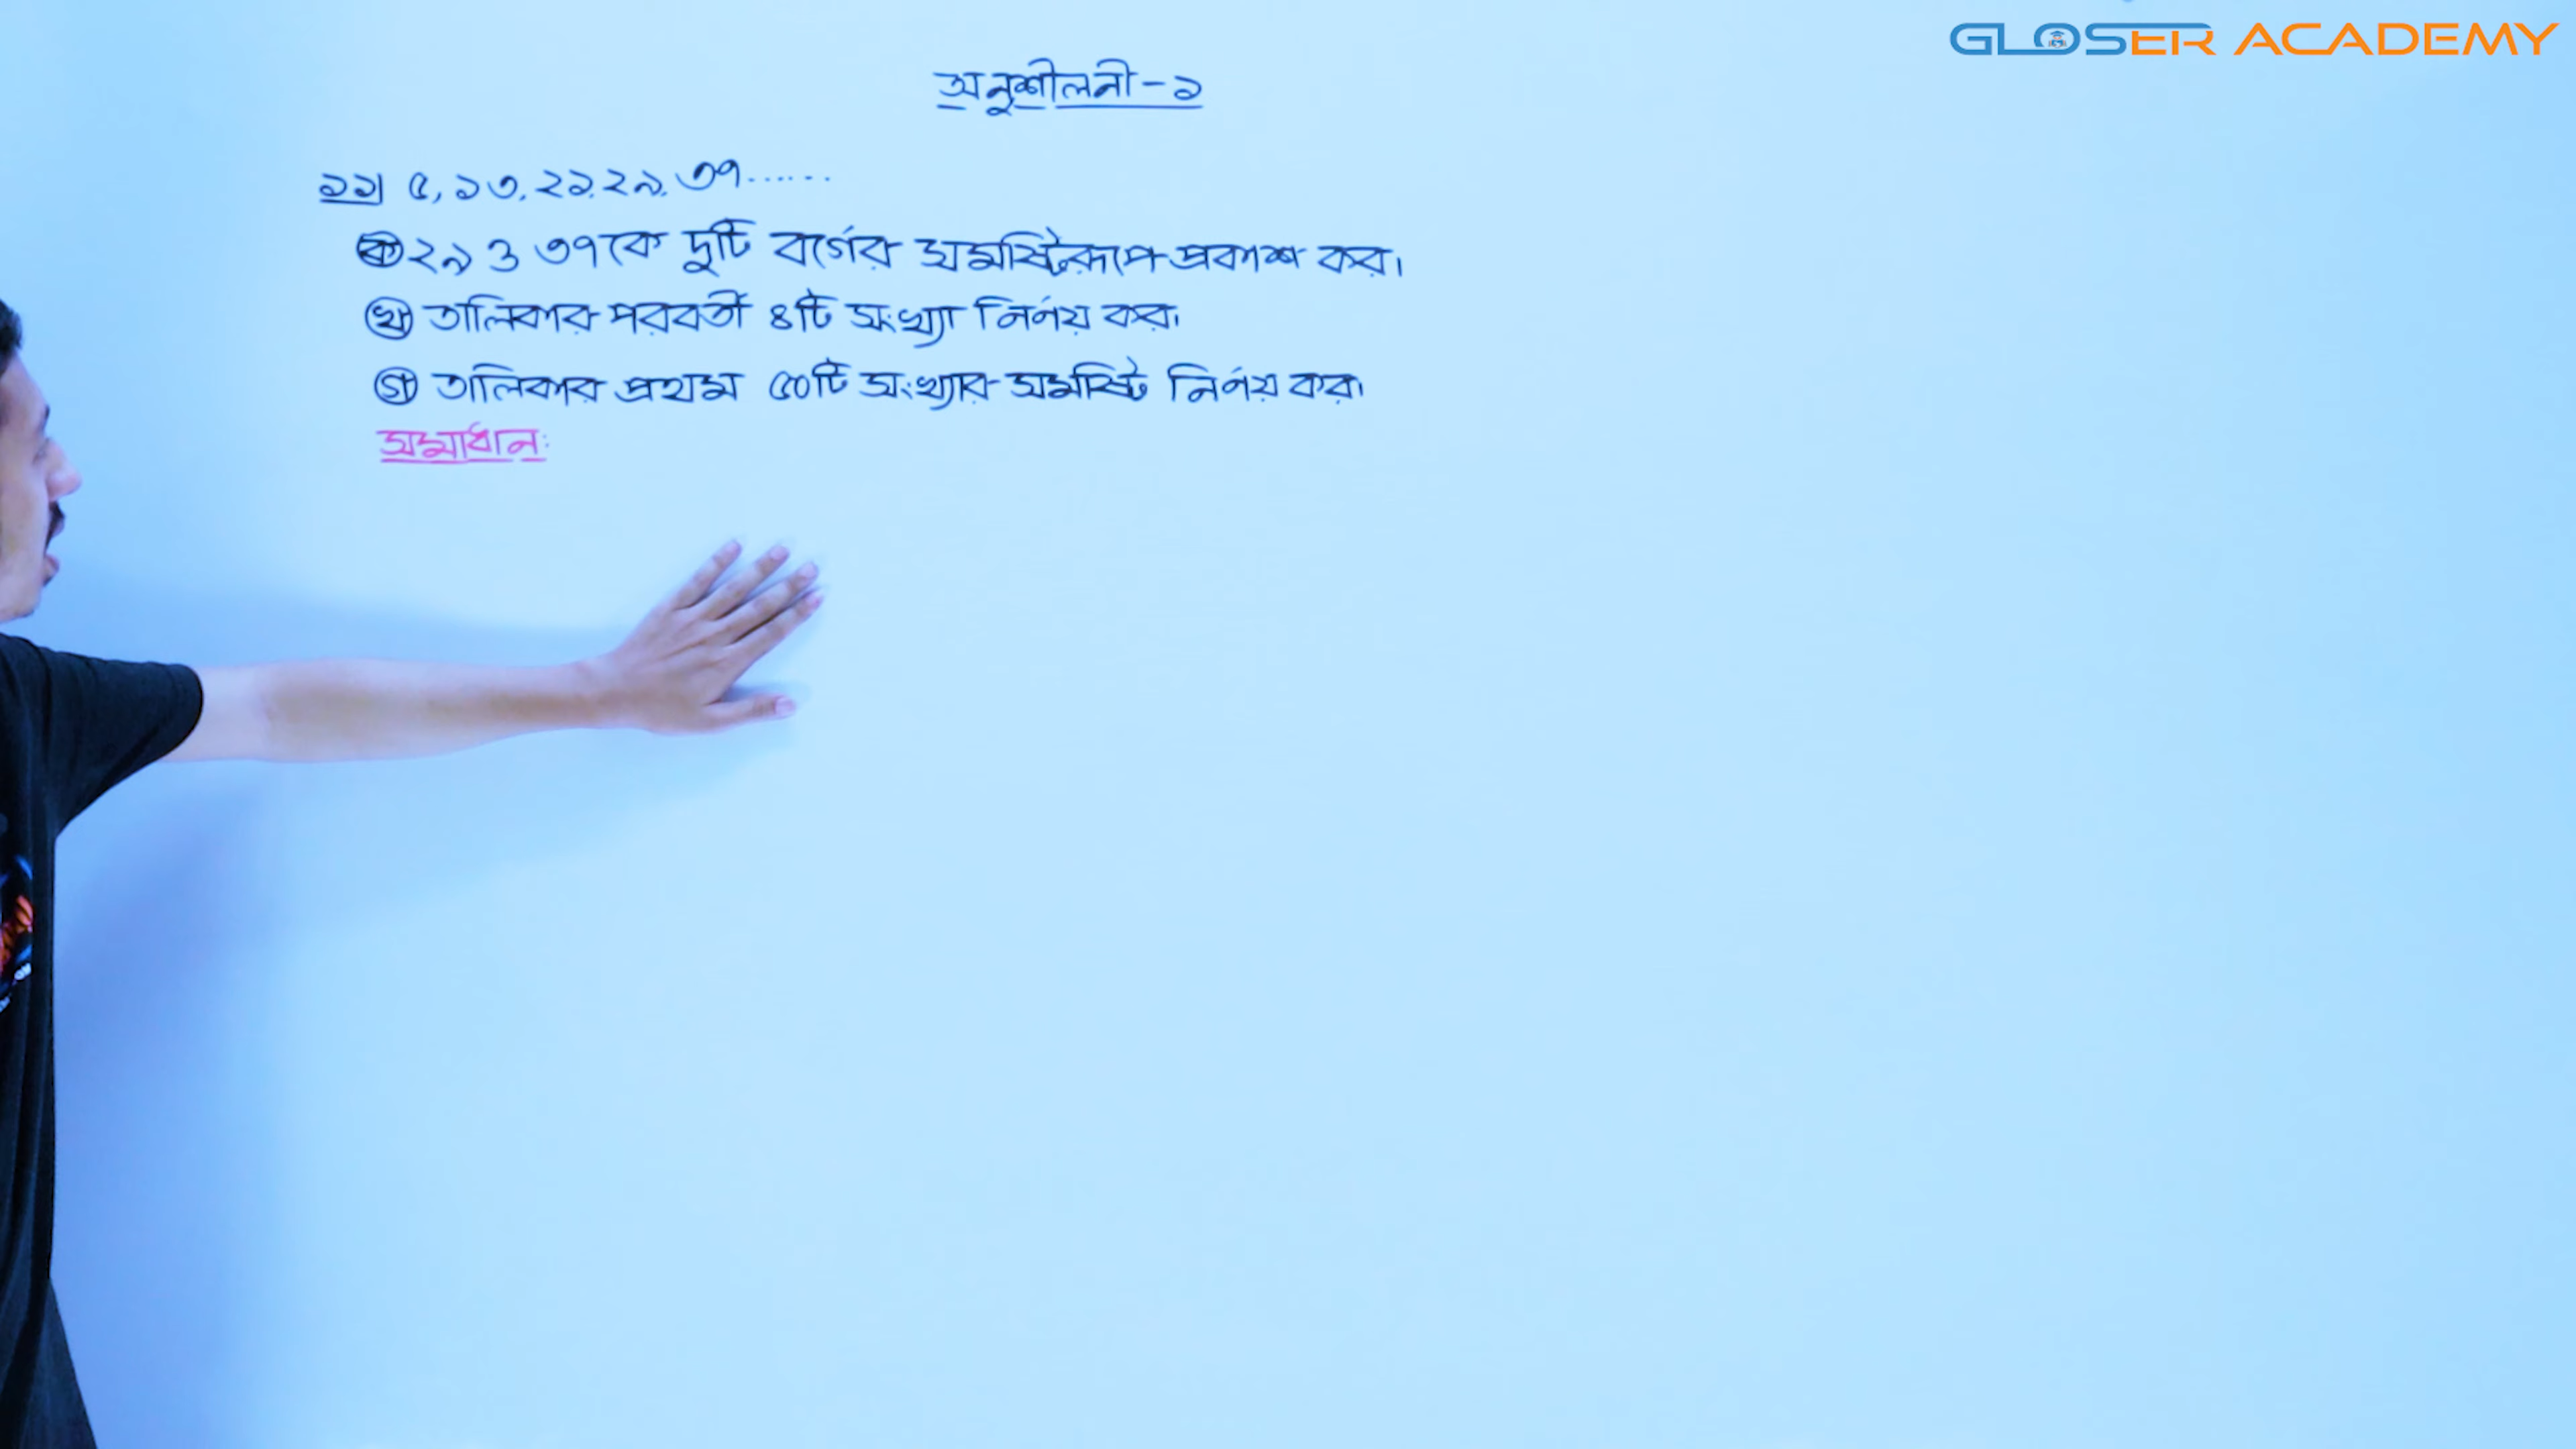 GLOSER ACADEMY
অনুশীলনী-১
১১) ৫, ১৩, ২১, ২৯, ৩৭......
ক) ২৯ ও ৩৭কে দুটি বর্গের সমষ্টিরূপে প্রকাশ কর।
খ) তালিকার পরবর্তী ৪টি সংখ্যা নির্ণয় কর।
গ) তালিকার প্রথম ৫০টি সংখ্যার সমষ্টি নির্ণয় কর।
সমাধান: